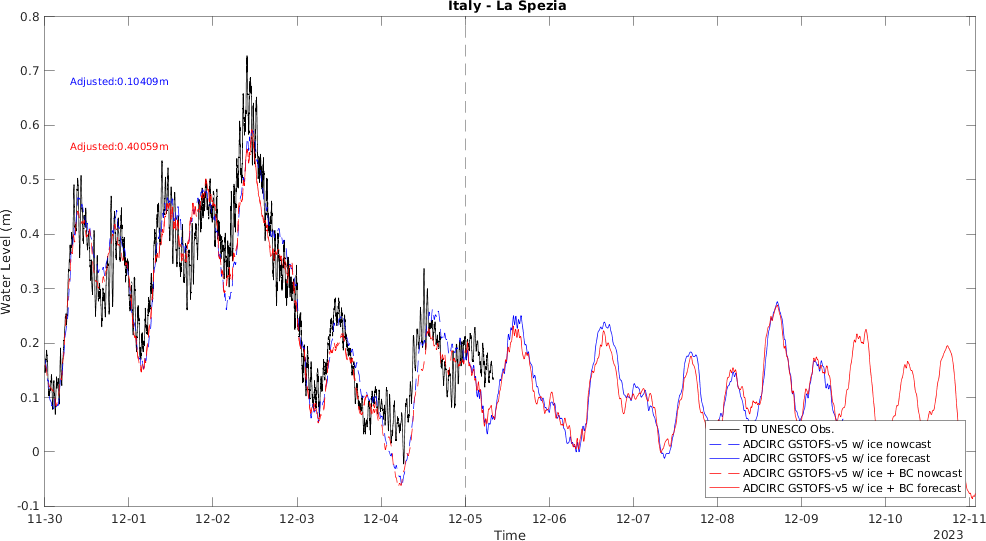 Italy - La Spezia
0.8
0.7
0.6
0.5
0.4
0.3
0.2
0.1
0
-0.1
Water Level (m)
Adjusted:0.10409m
Adjusted:0.40059m
TD UNESCO Obs.
ADCIRC GSTOFS-v5 w/ ice nowcast
ADCIRC GSTOFS-v5 w/ ice forecast
ADCIRC GSTOFS-v5 w/ ice + BC nowcast
ADCIRC GSTOFS-v5 w/ ice + BC forecast
11-30 12-01 12-02 12-03 12-04 12-05 12-06 12-07 12-08 12-09 12-10 12-11
Time
2023